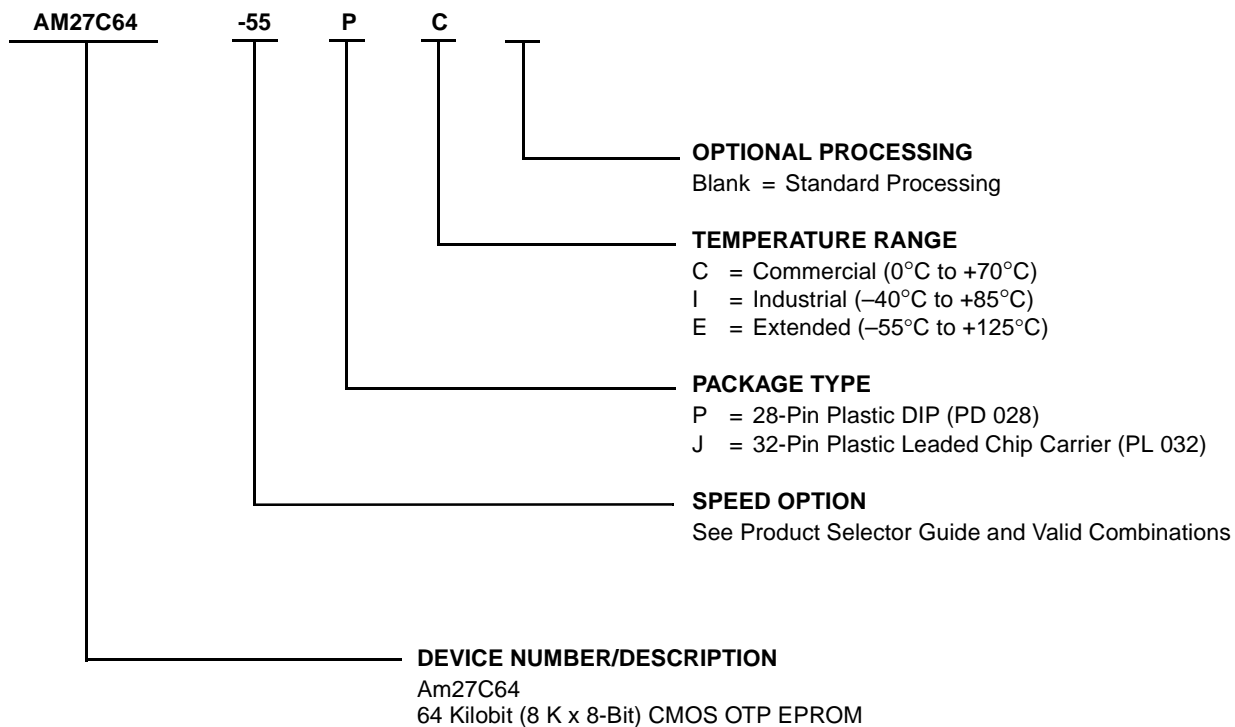 AM27C64 -55 P C
OPTIONAL PROCESSING
Blank = Standard Processing
TEMPERATURE RANGE
C = Commercial (0°C to +70°C)
I = Industrial (–40°C to +85°C)
E = Extended (–55°C to +125°C)
PACKAGE TYPE
P = 28-Pin Plastic DIP (PD 028)
J = 32-Pin Plastic Leaded Chip Carrier (PL 032)
SPEED OPTION
See Product Selector Guide and Valid Combinations
DEVICE NUMBER/DESCRIPTION
Am27C64
64 Kilobit (8 K x 8-Bit) CMOS OTP EPROM